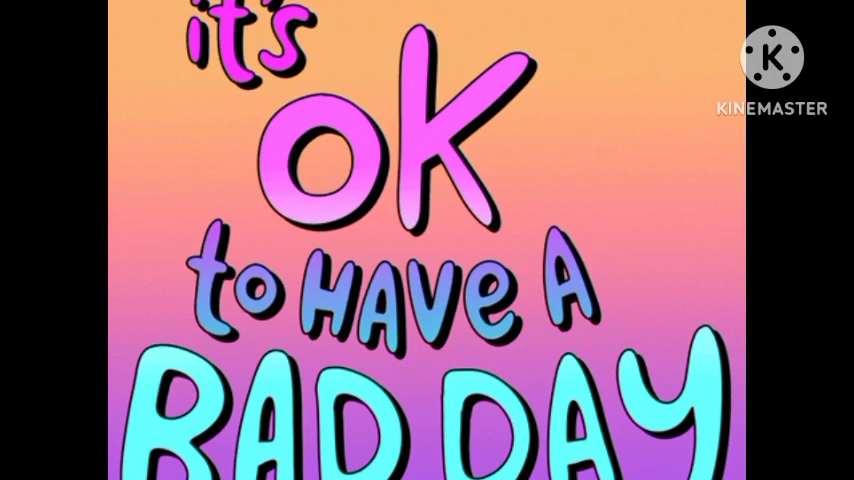 it's
OK
to HAVE A
BAD DAY
K
KINEMASTER